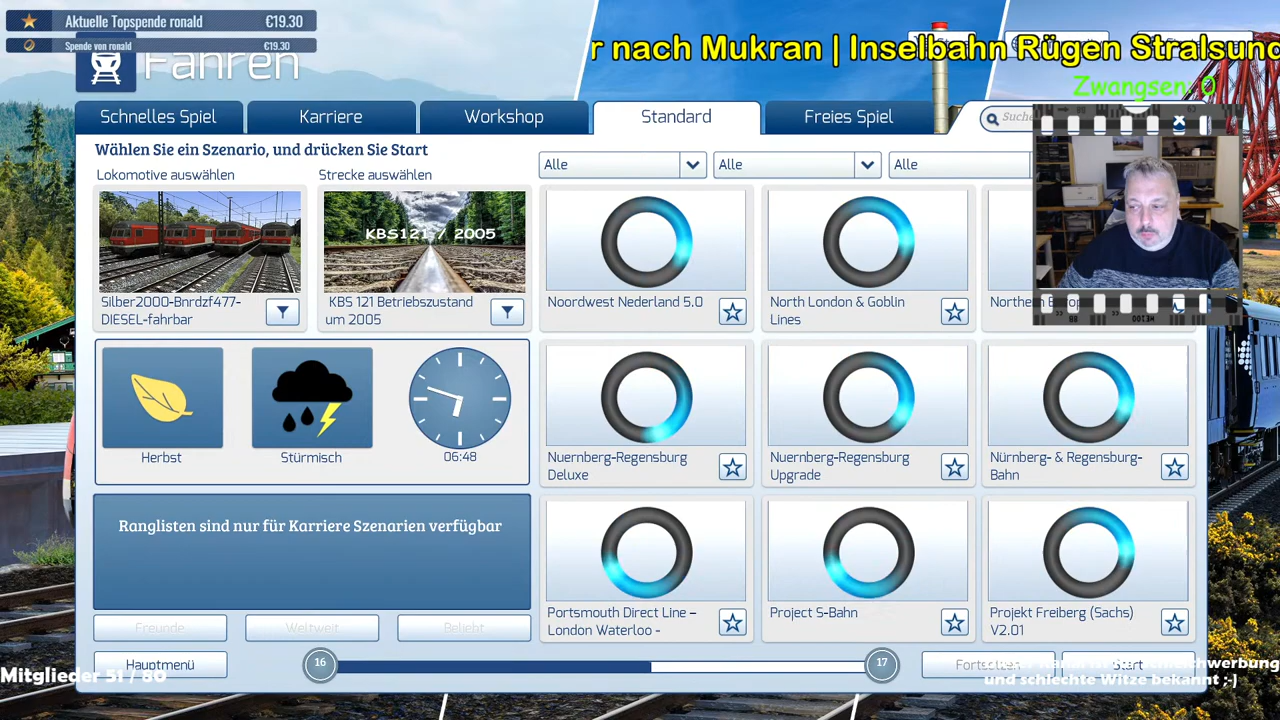 Aktuelle Topspende ronald €19.30
Spende von ronald €19.30
Fahren
r nach Mukran | Inselbahn Rügen Stralsund
Zwangsen: 0
Schnelles Spiel
Karriere
Workshop
Standard
Freies Spiel
Suche
Wählen Sie ein Szenario, und drücken Sie Start
Alle
Alle
Alle
Lokomotive auswählen
Strecke auswählen
KBS121 / 2005
Silber2000-Bnrdzf477-
DIESEL-fahrbar
KBS 121 Betriebszustand
um 2005
Noordwest Nederland 5.0
North London & Goblin
Lines
Herbst
Stürmisch
06:48
Nuernberg-Regensburg
Deluxe
Nuernberg-Regensburg
Upgrade
Nürnberg- & Regensburg-
Bahn
Ranglisten sind nur für Karriere Szenarien verfügbar
Portsmouth Direct Line –
London Waterloo -
Project S-Bahn
Projekt Freiberg (Sachs)
V2.01
Freunde
Weltweit
Beliebt
Hauptmenü
16
17
Start
Mitglieder 51 / 80
und schlechte Witze bekannt ;-)